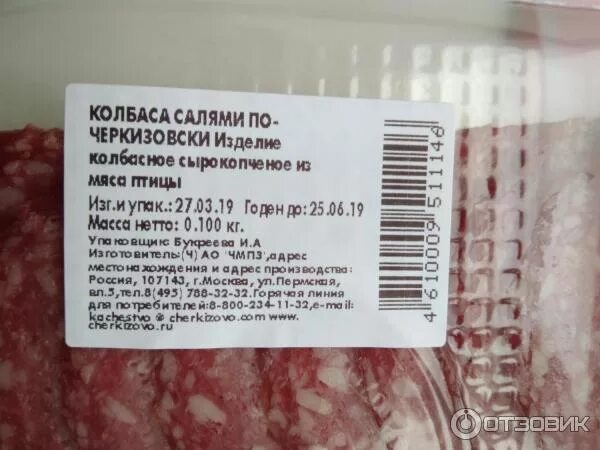 КОЛБАСА САЛЯМИ ПО-
ЧЕРКИЗОВСКИ Изделие
колбасное сырокопченое из
мяса птицы
Изг.и упак.: 27.03.19 Годен до: 25.06.19
Масса нетто: 0.100 кг.
Упаковщик: Букреева И.А
Изготовитель:(Ч) АО 'ЧМПЗ',адрес
местонахождения и адрес производства:
Россия, 107143, г.Москва, ул.Пермская,
вл.5,тел.8(495) 788-32-32.Горячая линия
для потребителей:8-800-234-11-32,e-mail:
kachestvo @ cherkizovo.com www.
cherkizovo.ru
4 610009 511146
ОТЗОВИК